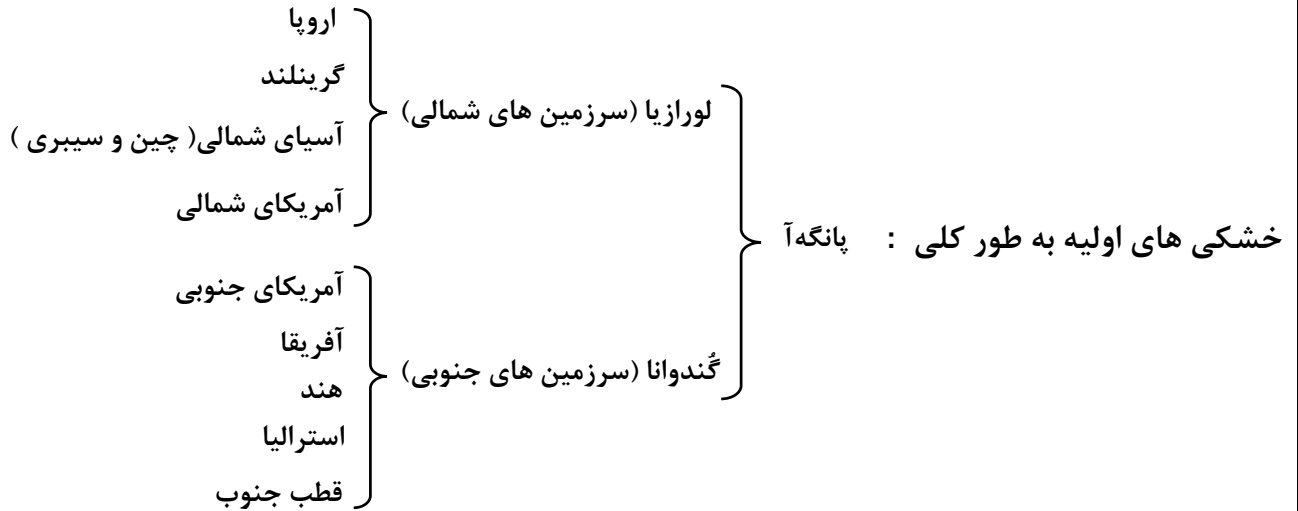 خشکی های اولیه به طور کلی : پانگه‌آ
لورازیا (سرزمین های شمالی)
اروپا
گرینلند
آسیای شمالی( چین و سیبری )
آمریکای شمالی
گُندوانا (سرزمین های جنوبی)
آمریکای جنوبی
آفریقا
هند
استرالیا
قطب جنوب